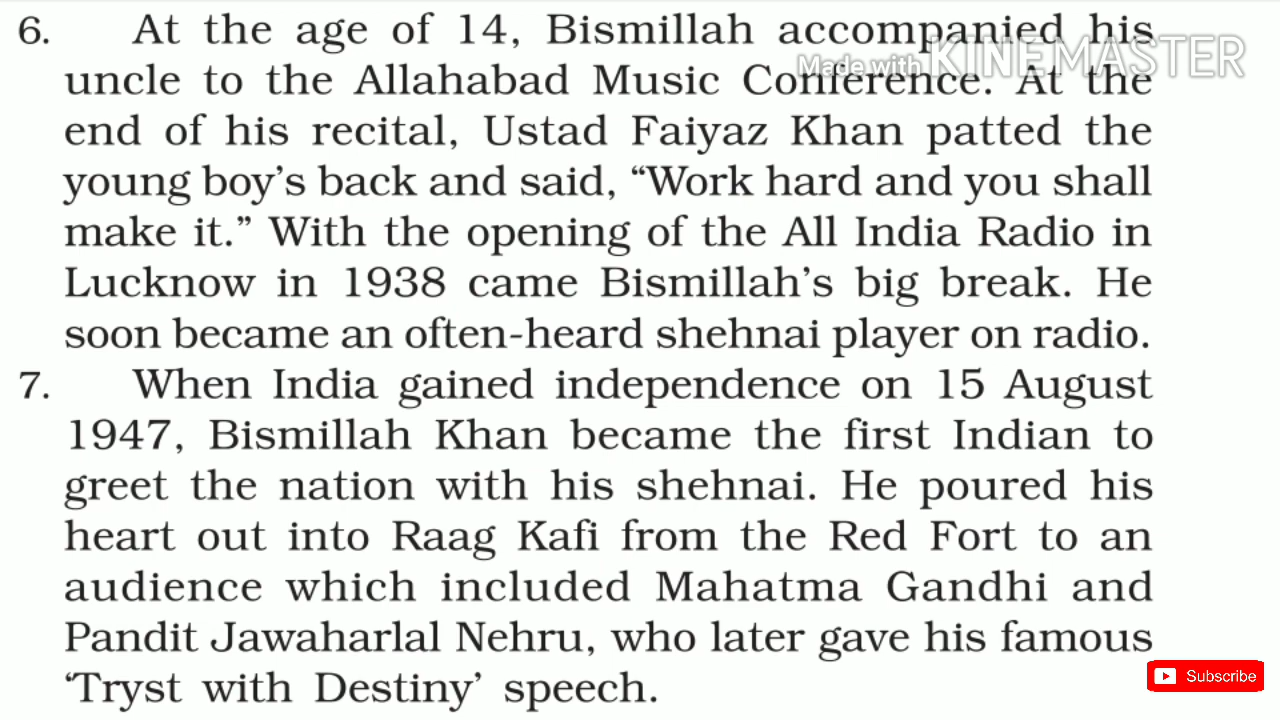 6. At the age of 14, Bismillah accompanied his
Made with KINEMASTER
uncle to the Allahabad Music Conference. At the
end of his recital, Ustad Faiyaz Khan patted the
young boy’s back and said, “Work hard and you shall
make it.” With the opening of the All India Radio in
Lucknow in 1938 came Bismillah’s big break. He
soon became an often-heard shehnai player on radio.
7. When India gained independence on 15 August
1947, Bismillah Khan became the first Indian to
greet the nation with his shehnai. He poured his
heart out into Raag Kafi from the Red Fort to an
audience which included Mahatma Gandhi and
Pandit Jawaharlal Nehru, who later gave his famous
‘Tryst with Destiny’ speech.
Subscribe